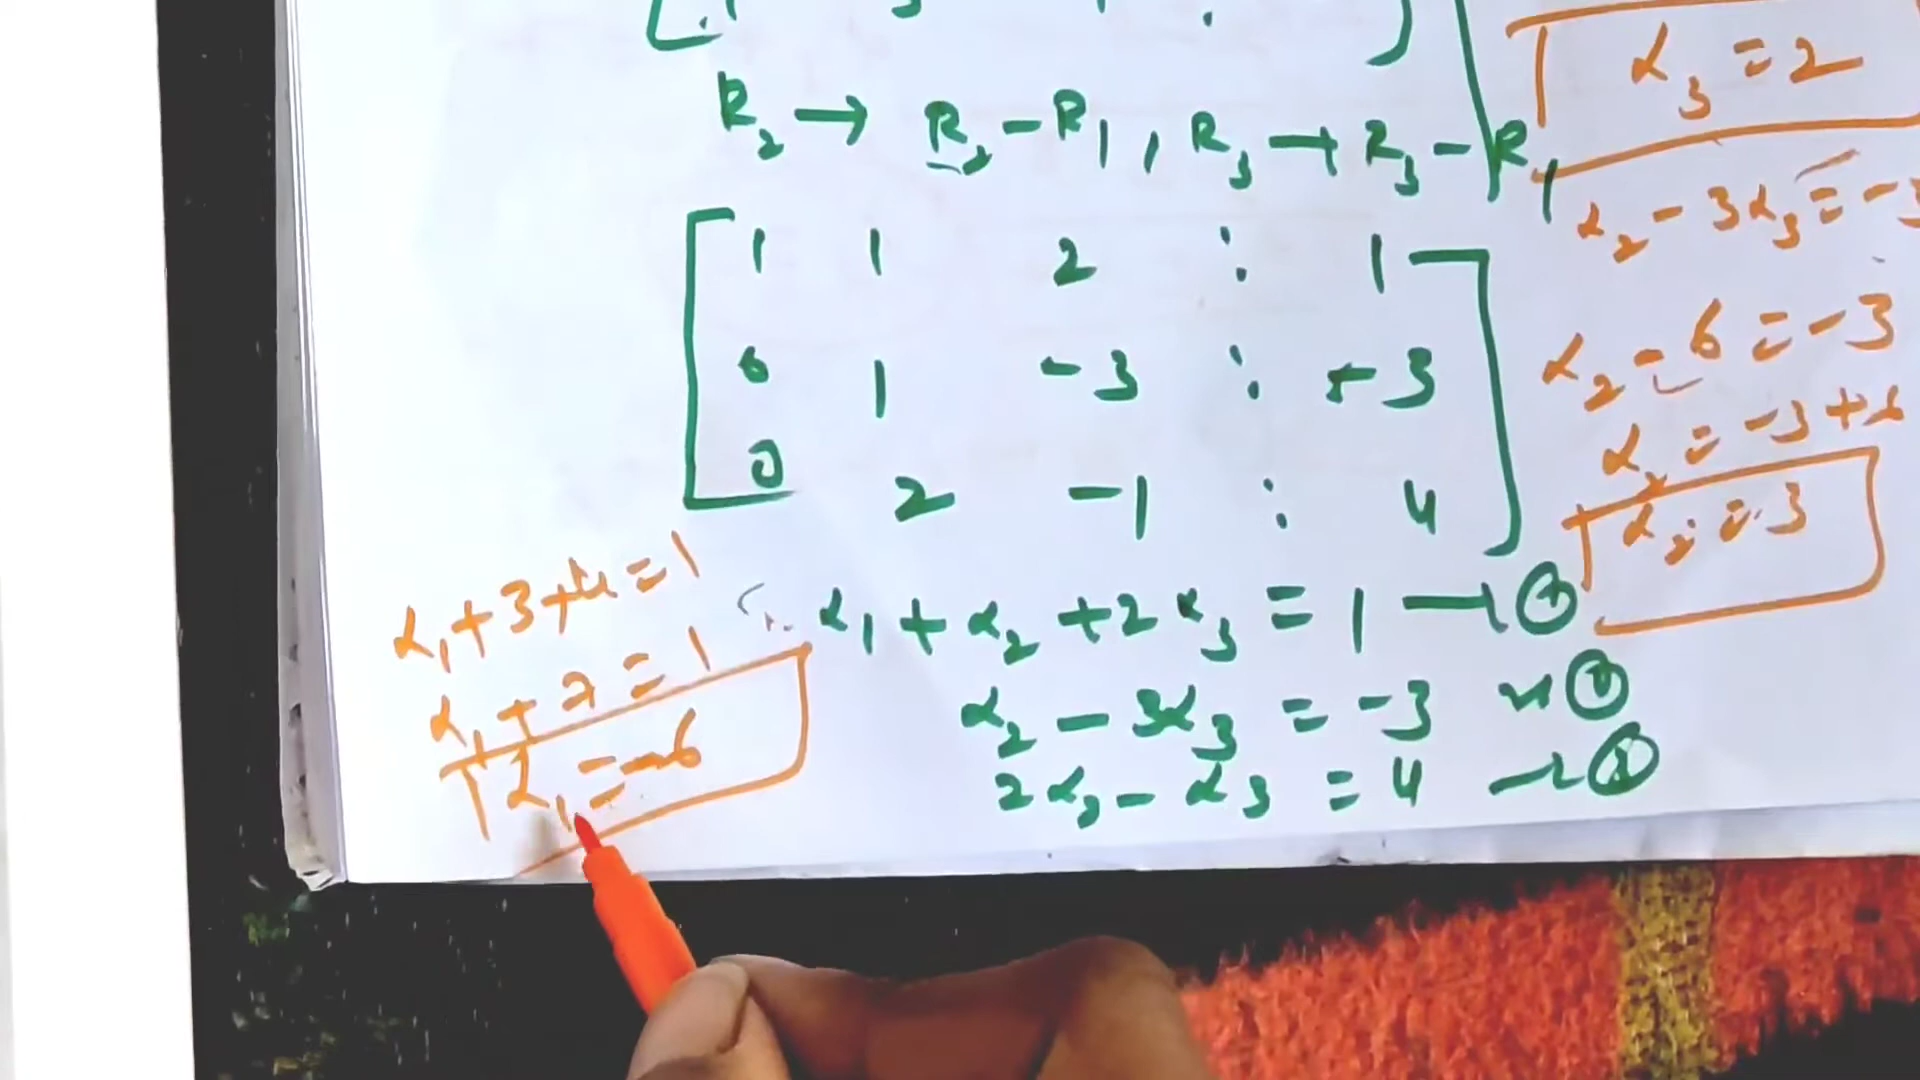 R₂ → R₂ - R₁, R₃ → R₃ - R₁
1 1 2 : 1
0 1 -3 : -3
0 2 -1 : 4
α₁ + α₂ + 2α₃ = 1 → ①
α₂ - 3α₃ = -3
2α₂ - α₃ = 4
α₁ + 3 + 4 = 1
α₁ + 7 = 1
α₁ = -6
α₃ = 2
α₂ - 3α₃ = -3
α₂ - 6 = -3
α₂ = -3 + 6
α₂ = 3